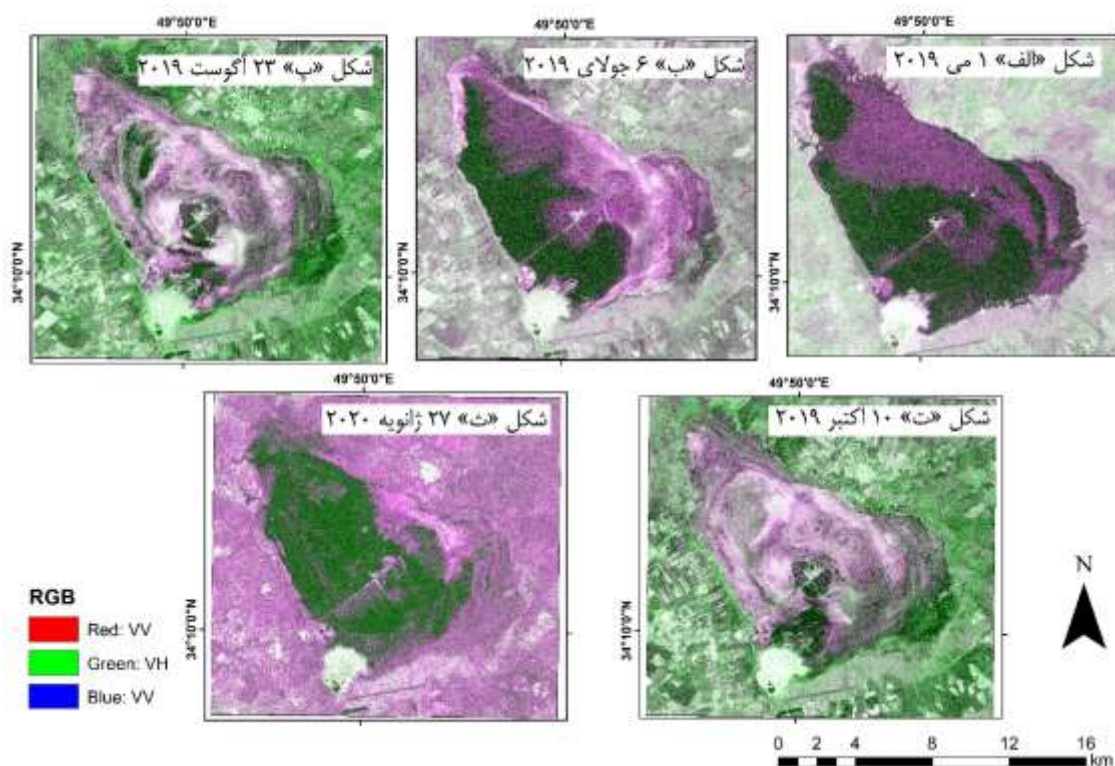 49°50'0"E
49°50'0"E
49°50'0"E
شکل «الف» ۱ می ۲۰۱۹
شکل «ب» ۶ جولای ۲۰۱۹
شکل «پ» ۲۳ آگوست ۲۰۱۹
34°10'0"N
34°10'0"N
34°10'0"N
49°50'0"E
49°50'0"E
شکل «ت» ۱۰ اکتبر ۲۰۱۹
شکل «ث» ۲۷ ژانویه ۲۰۲۰
34°10'0"N
34°10'0"N
N
RGB
Red: VV
Green: VH
Blue: VV
0 2 4 8 12 16
km